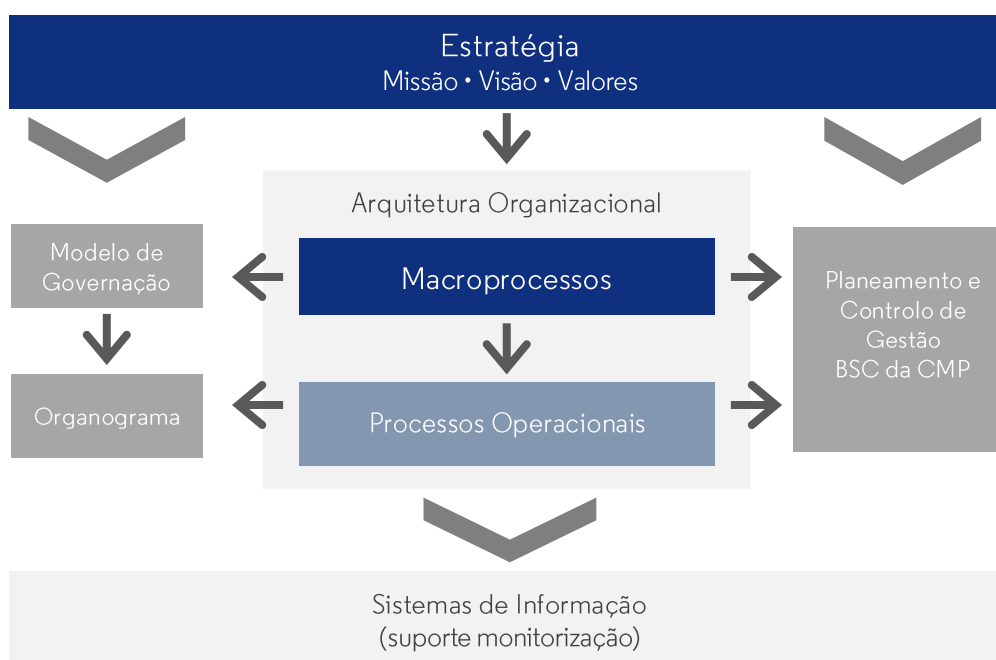 Estratégia
Missão • Visão • Valores
Arquitetura Organizacional
Modelo de
Governação
Macroprocessos
Planeamento e
Controlo de
Gestão
BSC da CMP
Organograma
Processos Operacionais
Sistemas de Informação
(suporte monitorização)